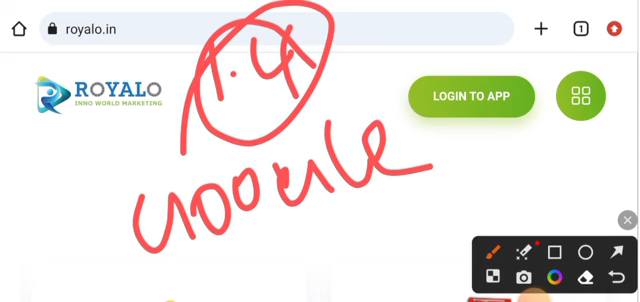 royalo.in
1
1.4
ROYALO
INNO WORLD MARKETING
LOGIN TO APP